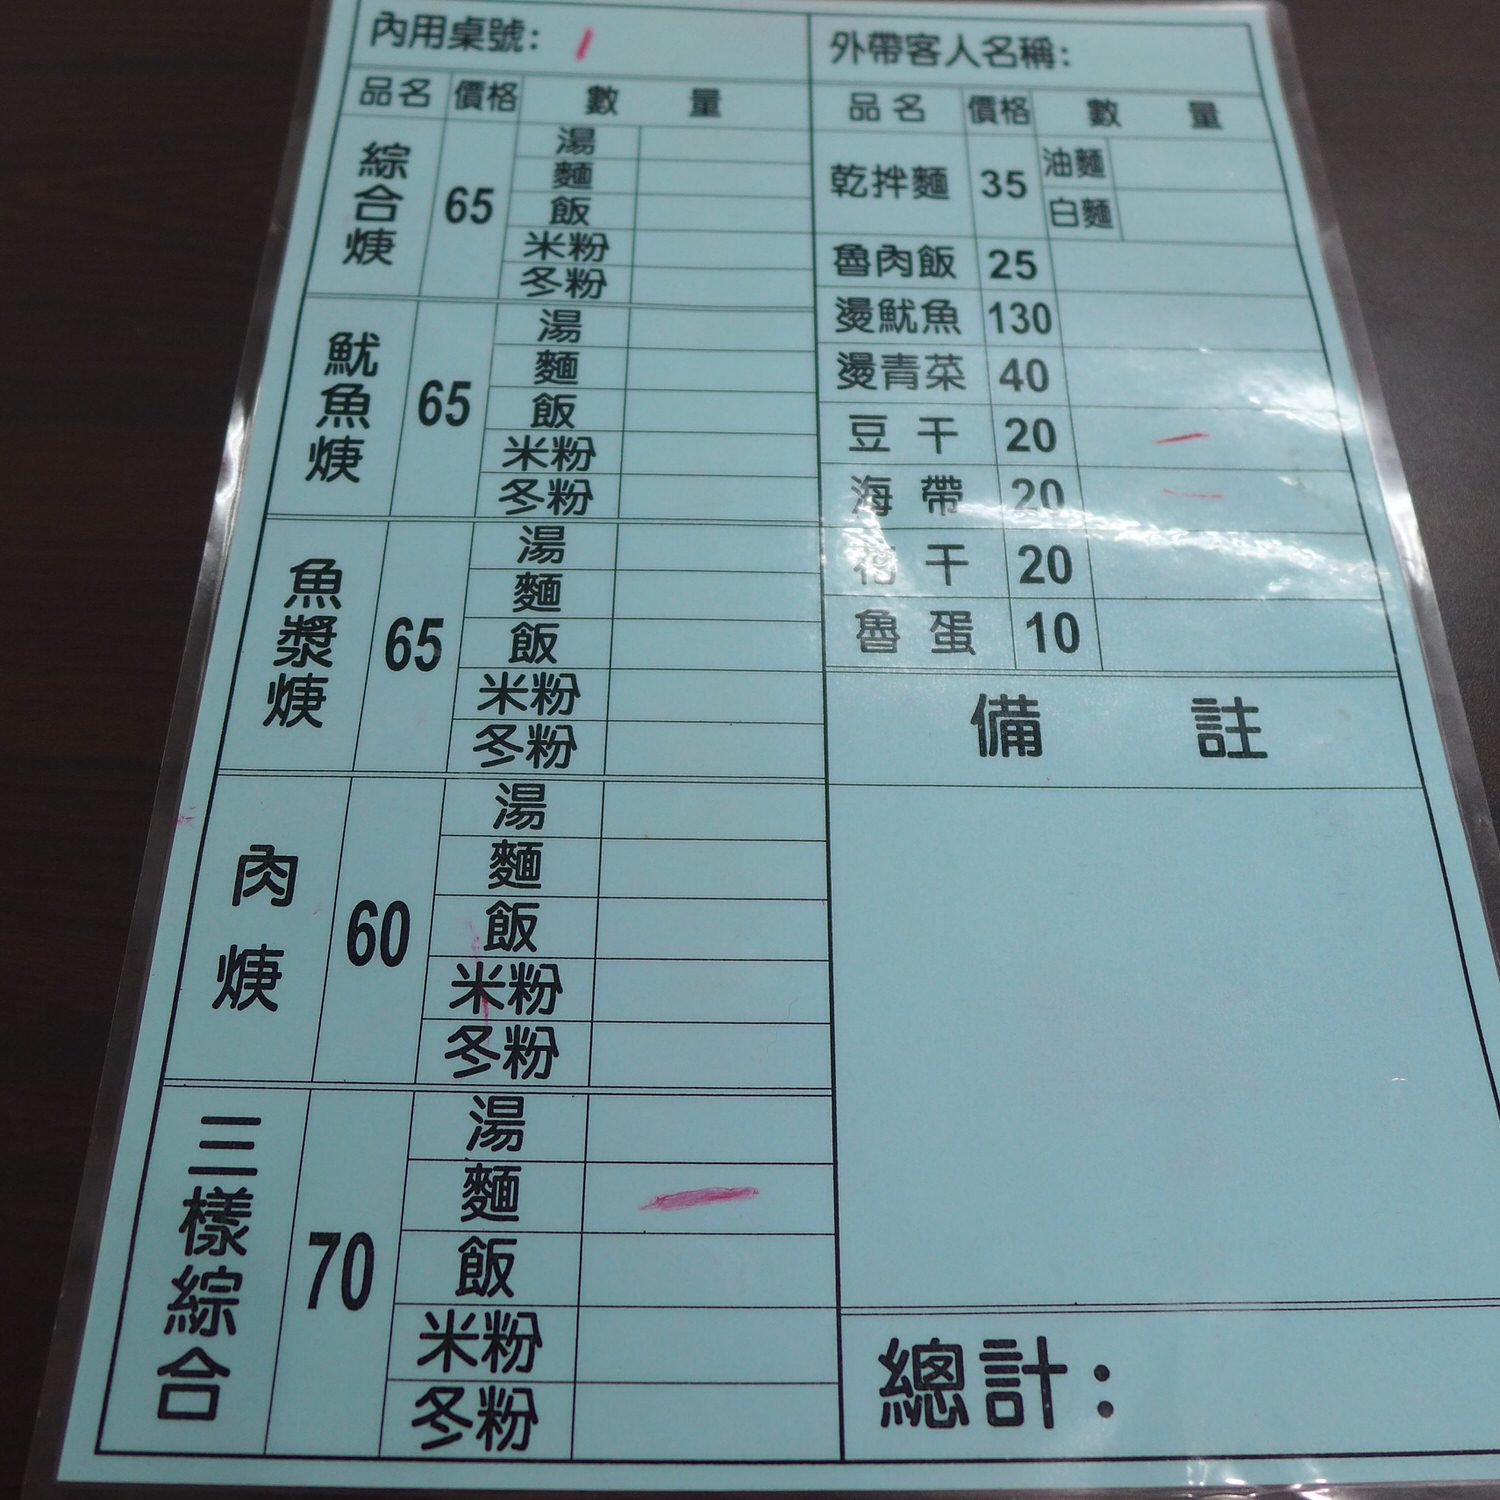 內用桌號: 1
品名 價格 數量
綜合焿 65 湯
麵
飯
米粉
冬粉
魷魚焿 65 湯
麵
飯
米粉
冬粉
魚漿焿 65 湯
麵
飯
米粉
冬粉
肉焿 60 湯
麵
飯
米粉
冬粉
三樣綜合 70 湯
麵 一
飯
米粉
冬粉
外帶客人名稱:
品名 價格 數量
乾拌麵 35 油麵
白麵
魯肉飯 25
燙魷魚 130
燙青菜 40
豆干 20 一
海帶 20 一
干 20
魯蛋 10
備註
總計: